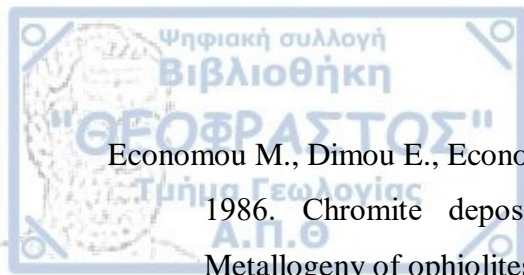 Ψηφιακή συλλογή
Βιβλιοθήκη
"ΘΕΟΦΡΑΣΤΟΣ"
Economou M., Dimou E., Econo
Τμήμα Γεωλογίας
1986. Chromite depos
Α.Π.Θ
Metallogeny of ophiolites